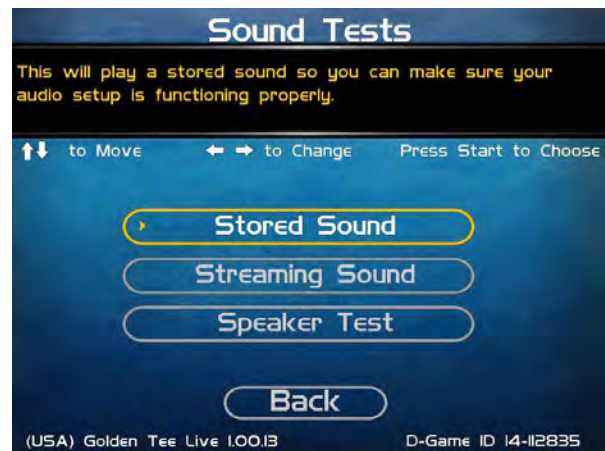 Sound Tests
This will play a stored sound so you can make sure your
audio setup is functioning properly.
to Move to Change Press Start to Choose
Stored Sound
Streaming Sound
Speaker Test
Back
(USA) Golden Tee Live 1.00.13 D-Game ID 14-112835